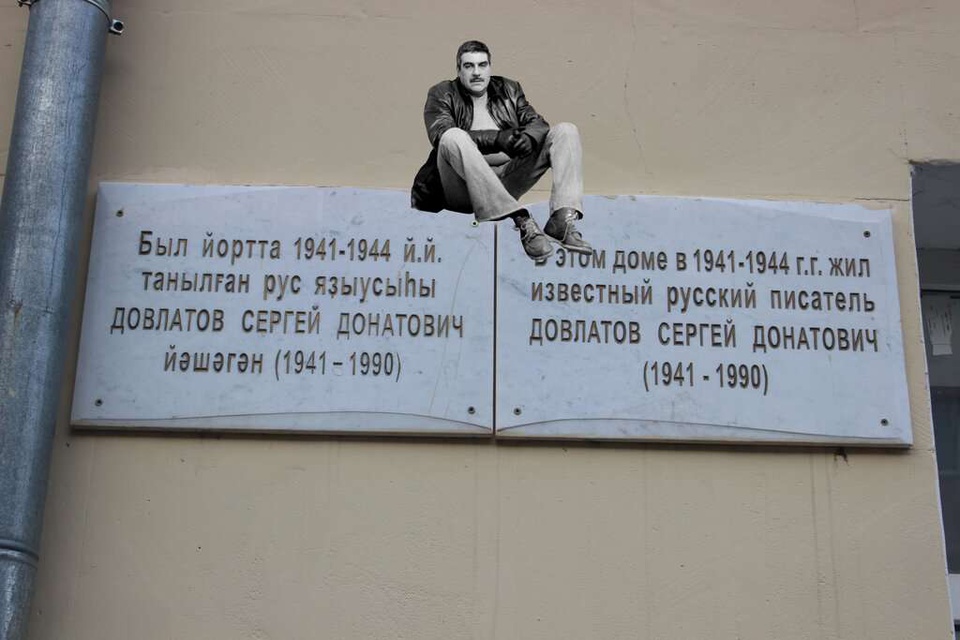 Был йортта 1941-1944 й.й.
танылған рус яҙыусыһы
ДОВЛАТОВ СЕРГЕЙ ДОНАТОВИЧ
йәшәгән (1941 – 1990)
В этом доме в 1941-1944 г.г. жил
известный русский писатель
ДОВЛАТОВ СЕРГЕЙ ДОНАТОВИЧ
(1941 - 1990)